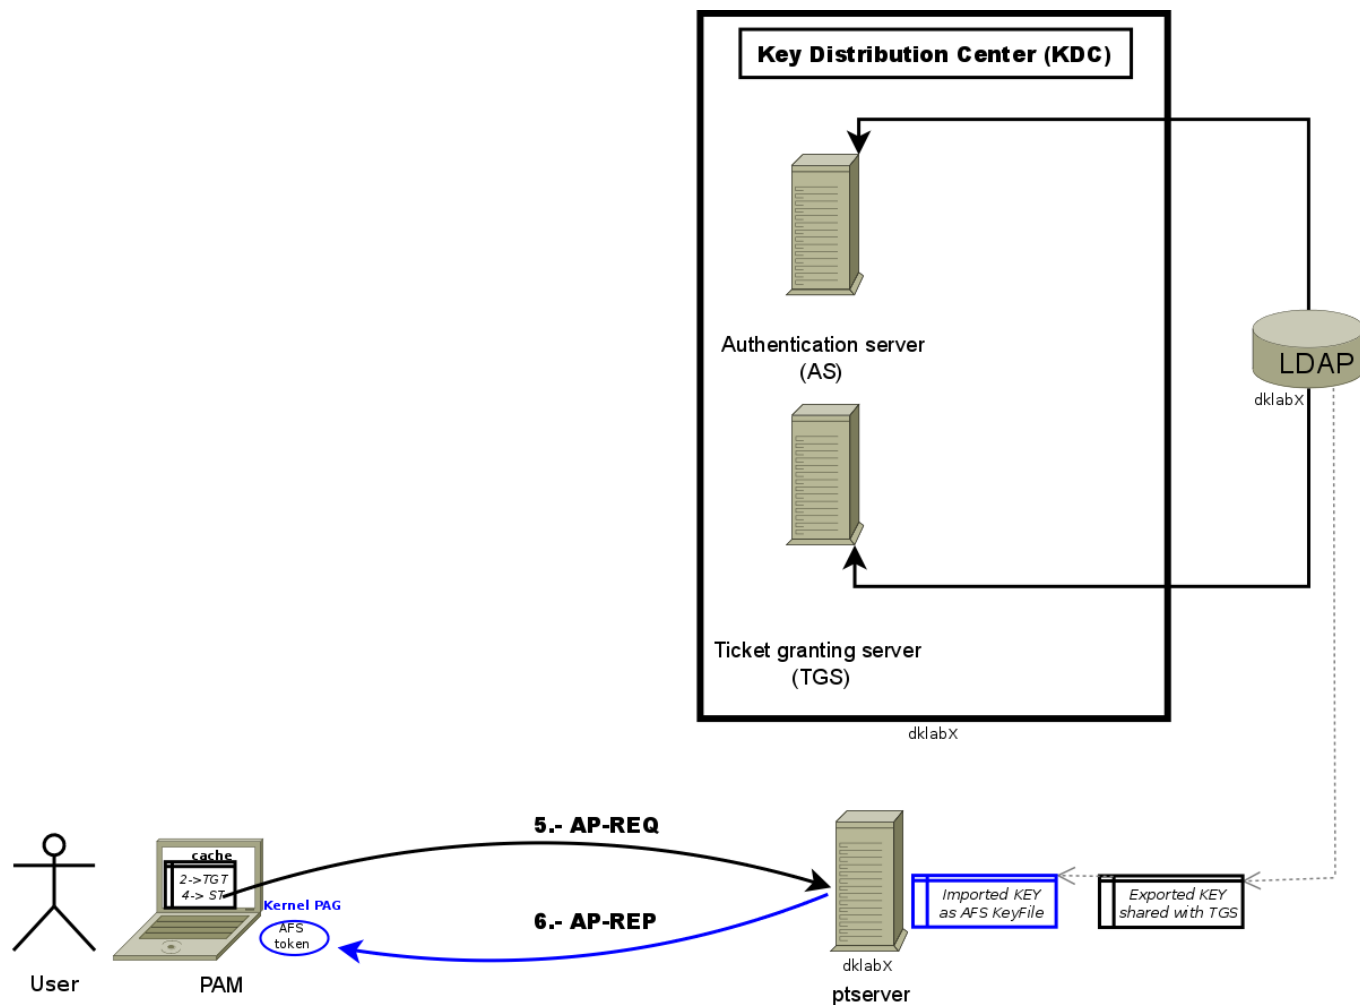 Key Distribution Center (KDC)
Authentication server
(AS)
LDAP
dklabX
Ticket granting server
(TGS)
dklabX
5.- AP-REQ
cache
2->TGT
4-> ST
Kernel PAG
AFS
token
6.- AP-REP
Imported KEY
as AFS KeyFile
Exported KEY
shared with TGS
dklabX
User
PAM
ptserver